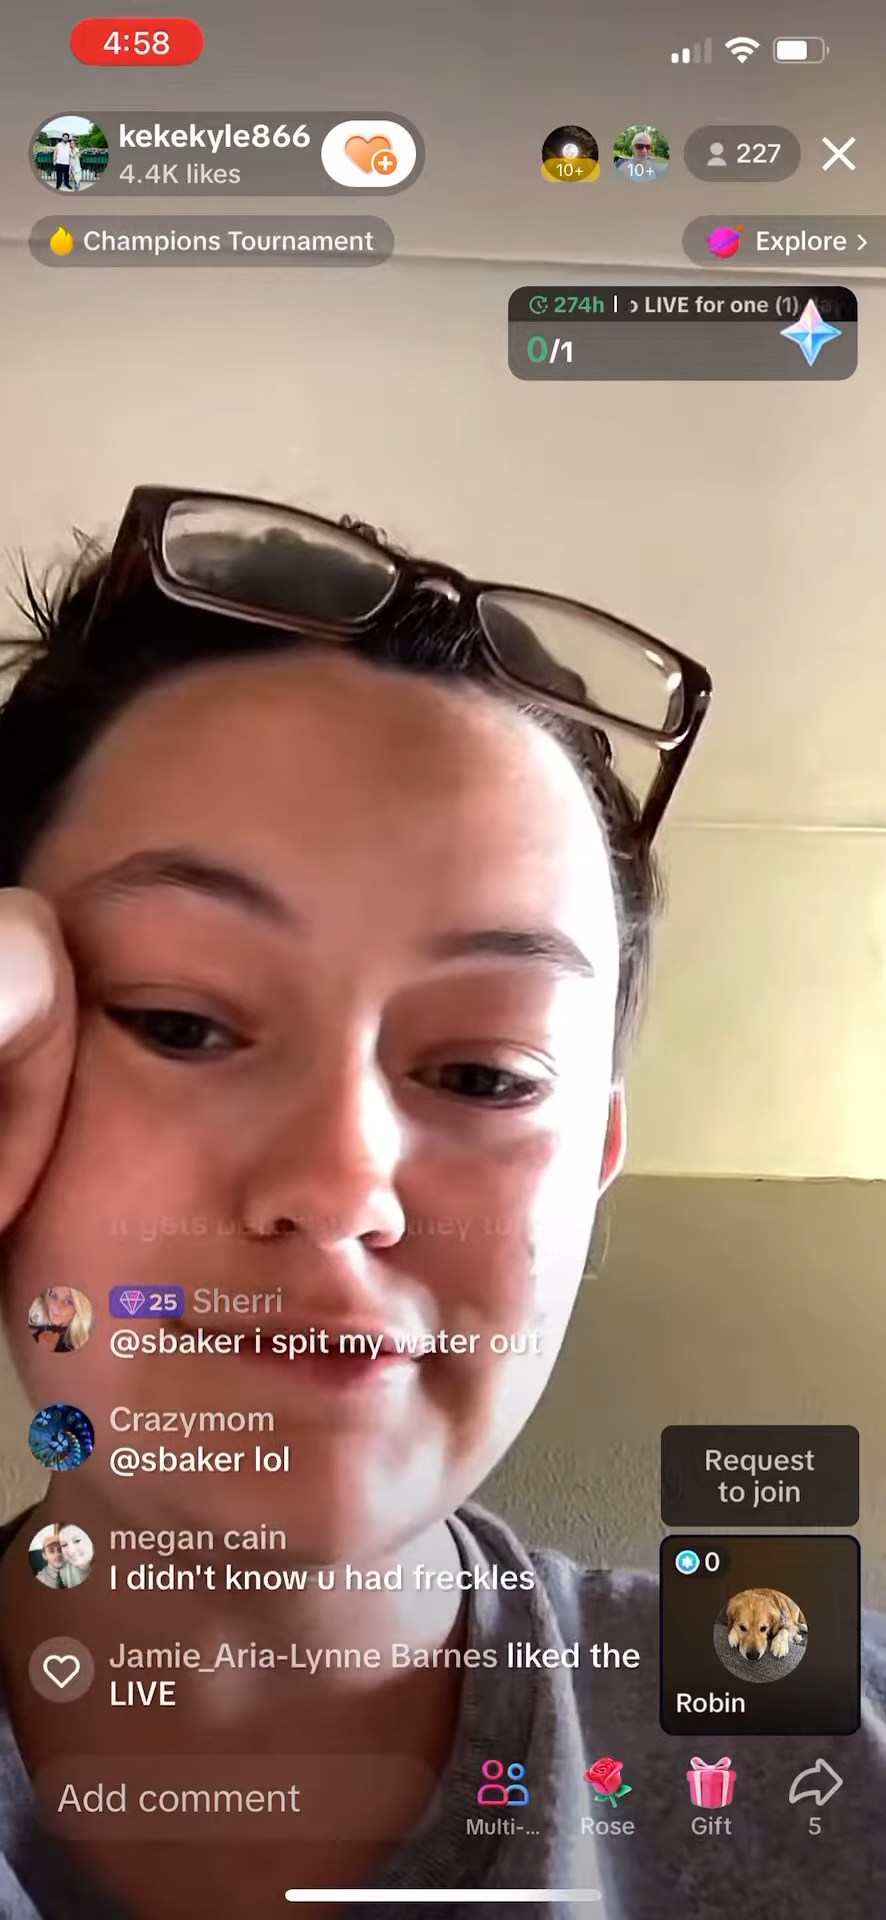 4:58
kekekyle866
4.4K likes
10+
10+
227
Champions Tournament
Explore >
274h
LIVE for one (1)
0/1
it gets
Sherri
25
@sbaker i spit my water out
Crazymom
@sbaker lol
megan cain
I didn't know u had freckles
Jamie_Aria-Lynne Barnes liked the
LIVE
Request
to join
0
Robin
Add comment
Multi-...
Rose
Gift
5